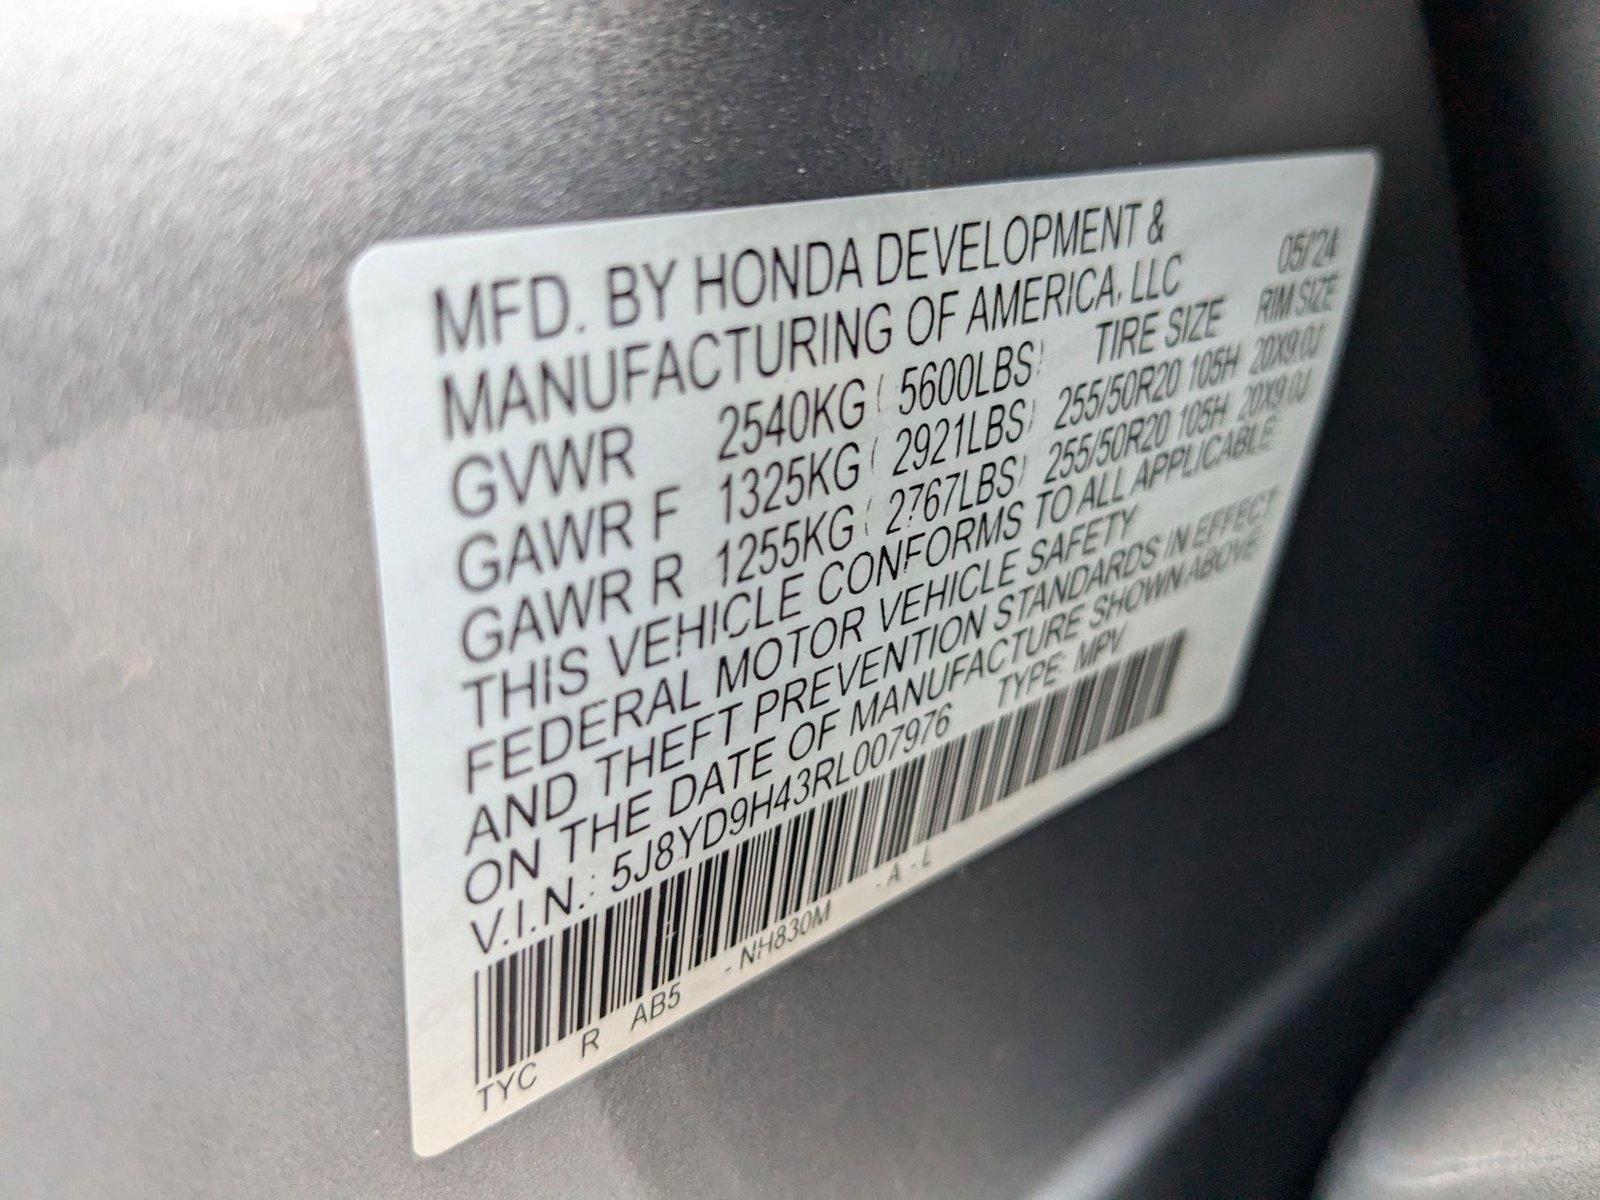 MFD. BY HONDA DEVELOPMENT &
MANUFACTURING OF AMERICA, LLC 05/24
GVWR 2540KG ( 5600LBS) TIRE SIZE RIM SIZE
GAWR F 1325KG ( 2921LBS) 255/50R20 105H 20X9.0J
GAWR R 1255KG ( 2767LBS) 255/50R20 105H 20X9.0J
THIS VEHICLE CONFORMS TO ALL APPLICABLE
FEDERAL MOTOR VEHICLE SAFETY
AND THEFT PREVENTION STANDARDS IN EFFECT
ON THE DATE OF MANUFACTURE SHOWN ABOVE
V.I.N.: 5J8YD9H43RL007976 TYPE: MPV
TYC R AB5 - NH830M - A - L